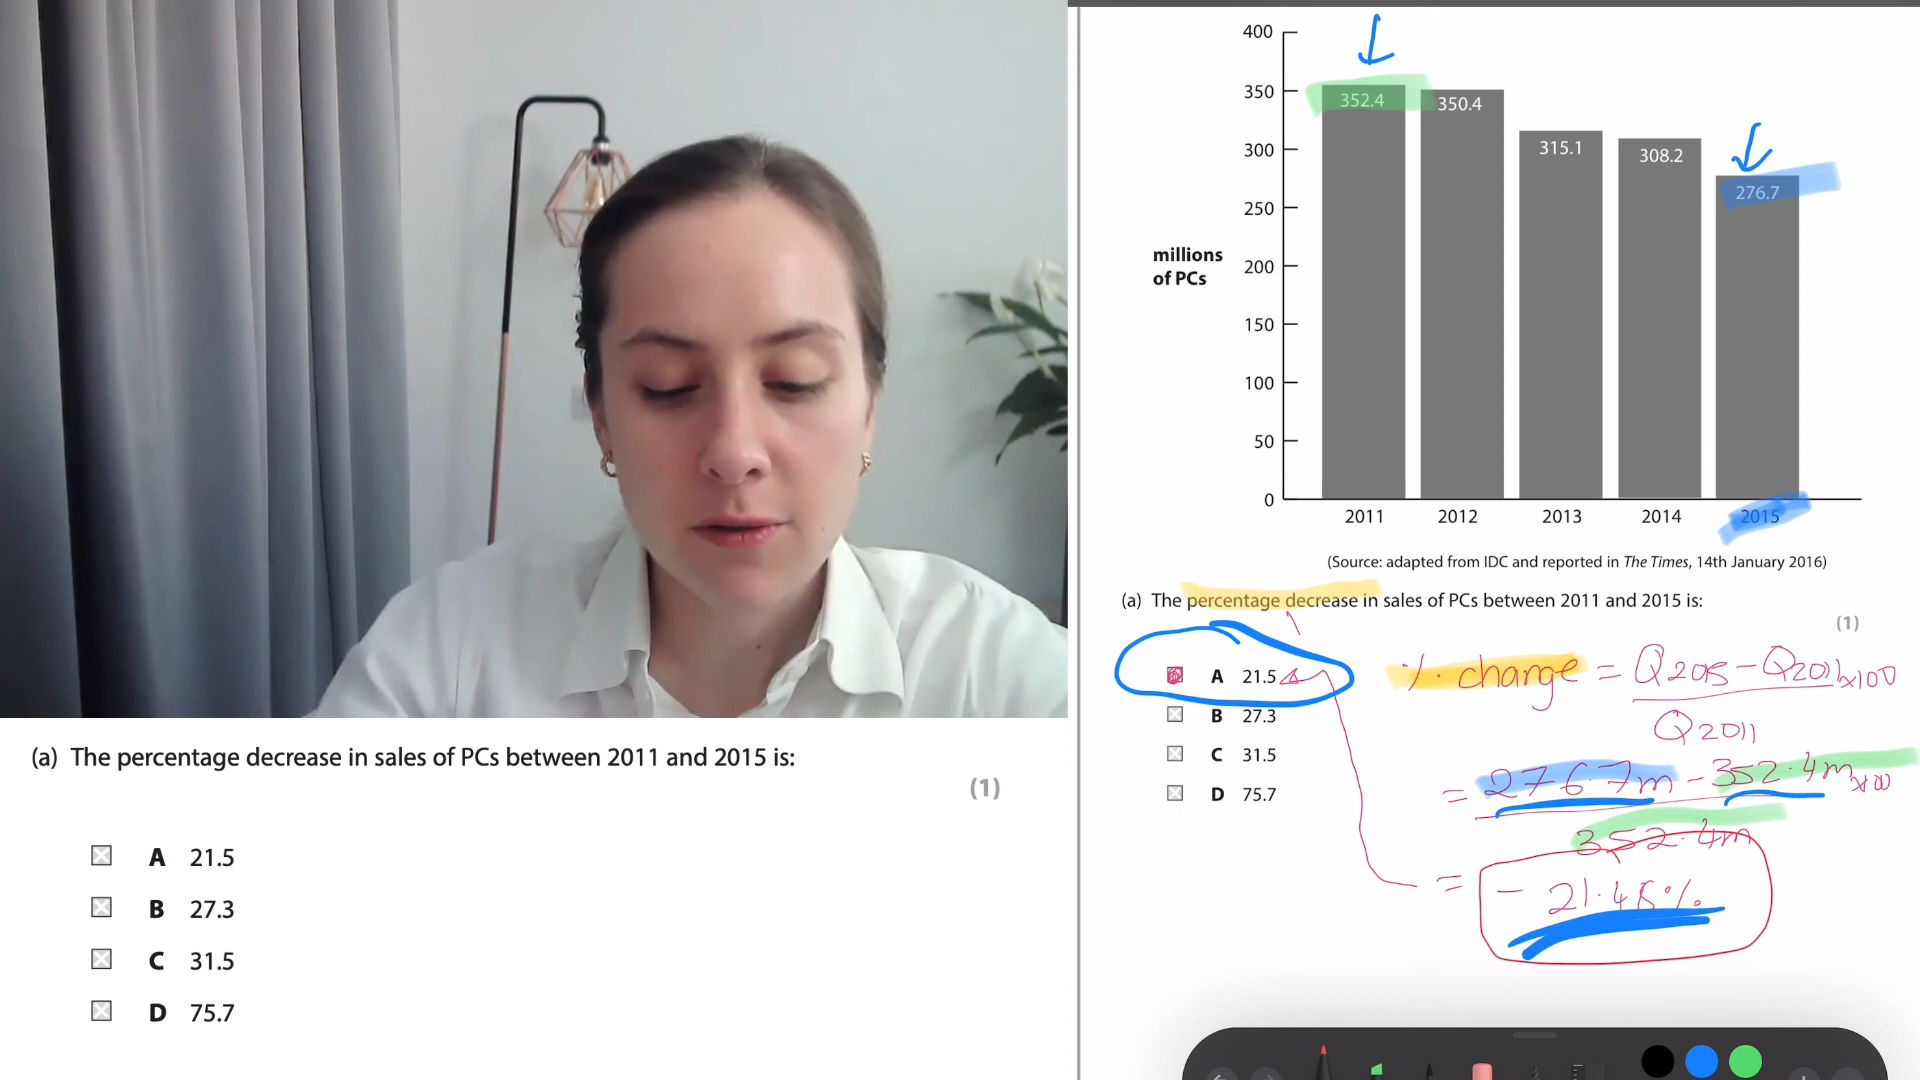 (a) The percentage decrease in sales of PCs between 2011 and 2015 is:
(1)
A 21.5
B 27.3
C 31.5
D 75.7
400
350
300
250
200
150
100
50
0
millions
of PCs
352.4
350.4
315.1
308.2
276.7
2011
2012
2013
2014
2015
(Source: adapted from IDC and reported in The Times, 14th January 2016)
(a) The percentage decrease in sales of PCs between 2011 and 2015 is:
(1)
A 21.5
B 27.3
C 31.5
D 75.7
% change = Q2015 - Q2011 x100
Q2011
= 276.7m - 352.4m x100
352.4m
= - 21.48%